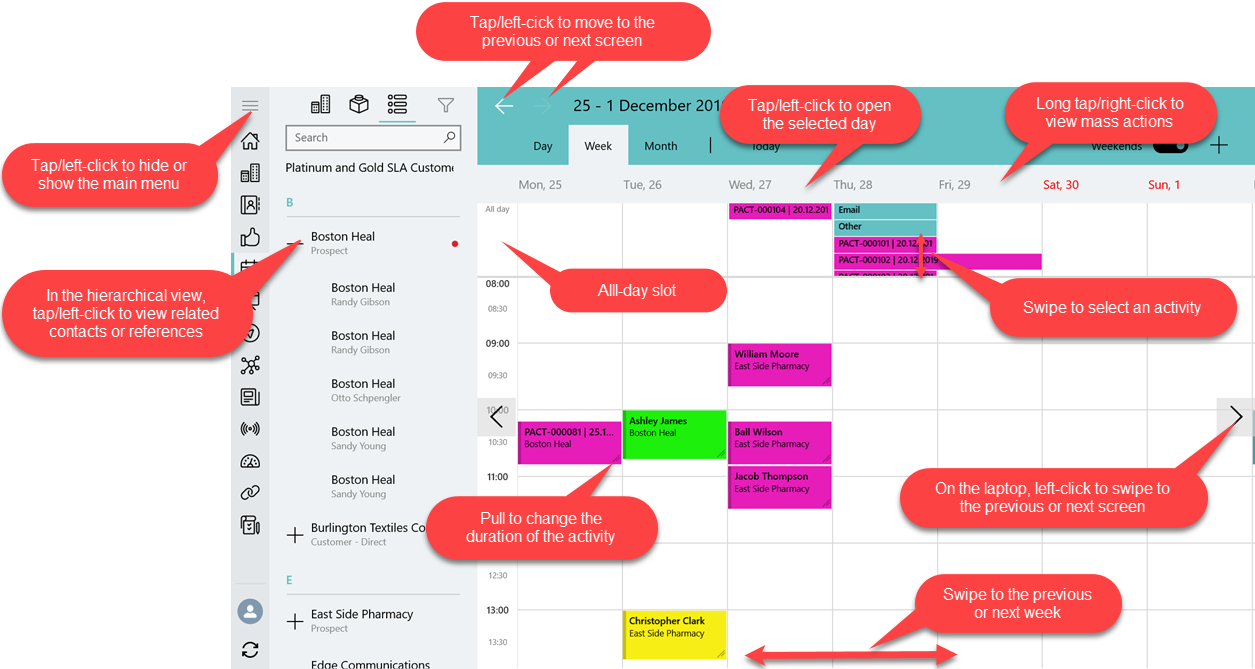 Tap/left-cick to move to the
previous or next screen
Tap/left-click to hide or
show the main menu
Search
Platinum and Gold SLA Custome
B
Boston Heal
Prospect
In the hierarchical view,
tap/left-click to view related
contacts or references
Boston Heal
Randy Gibson
Boston Heal
Randy Gibson
Boston Heal
Otto Schpengler
Boston Heal
Sandy Young
Boston Heal
Sandy Young
Burlington Textiles Co
Customer - Direct
E
East Side Pharmacy
Prospect
Edge Communications
25 - 1 December 201
Tap/left-click to open
the selected day
Long tap/right-click to
view mass actions
Day
Week
Month
Today
Weekends
Mon, 25
Tue, 26
Wed, 27
Thu, 28
Fri, 29
Sat, 30
Sun, 1
All day
PACT-000104 | 20.12.201
Email
Other
PACT-000101 | 20.12.201
PACT-000102 | 20.12.2019
Alll-day slot
Swipe to select an activity
08:00
08:30
09:00
William Moore
East Side Pharmacy
09:30
10:00
Ashley James
Boston Heal
PACT-000081 | 25.1...
Boston Heal
Ball Wilson
East Side Pharmacy
10:30
11:00
Jacob Thompson
East Side Pharmacy
On the laptop, left-click to swipe to
the previous or next screen
Pull to change the
duration of the activity
12:30
Swipe to the previous
or next week
13:00
Christopher Clark
East Side Pharmacy
13:30